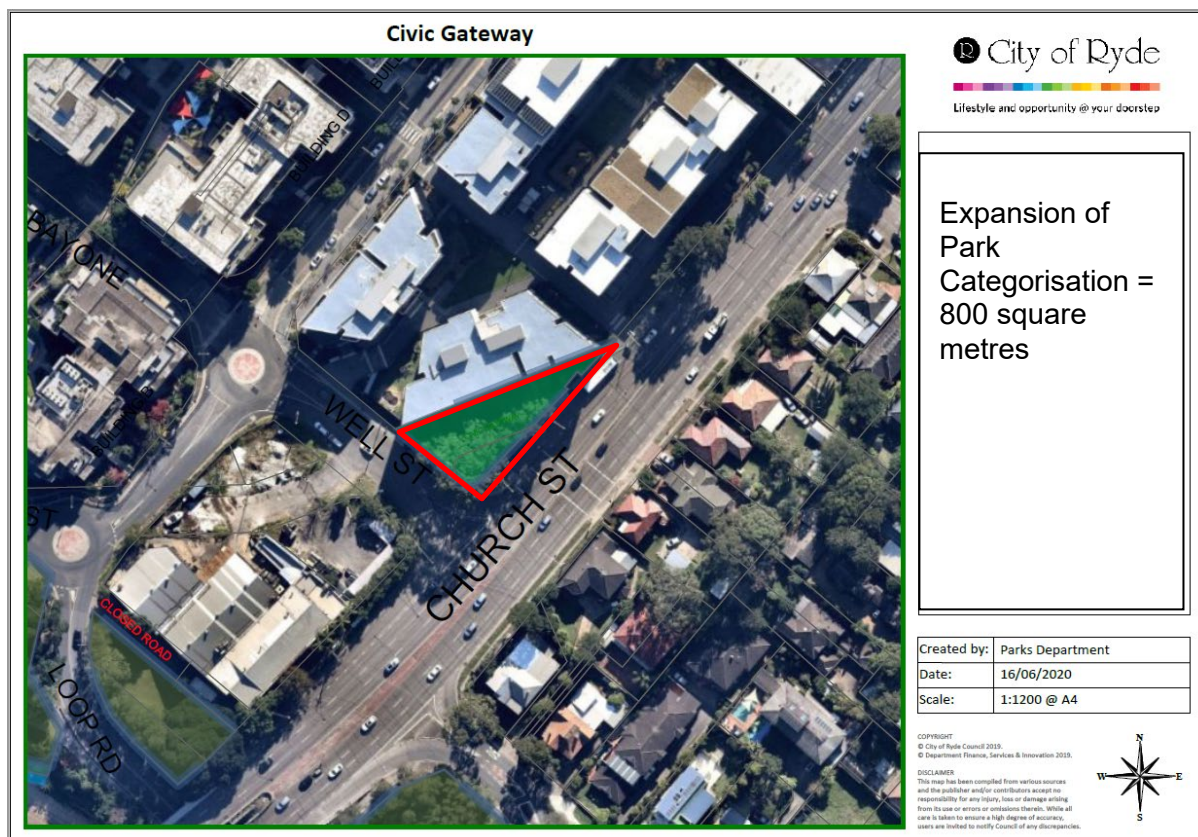 Civic Gateway
R City of Ryde
Lifestyle and opportunity @ your doorstep
Expansion of
Park
Categorisation =
800 square
metres
BUILDING D
BAYONE
WELL ST
CHURCH ST
ST
CLOSED ROAD
LOOP RD
Created by: Parks Department
Date: 16/06/2020
Scale: 1:1200 @ A4
COPYRIGHT
© City of Ryde Council 2019.
© Department Finance, Services & Innovation 2019.
DISCLAIMER
This map has been compiled from various sources
and the publisher and/or contributors accept no
responsibility for any injury, loss or damage arising
from its use or errors or omissions therein. While all
care is taken to ensure a high degree of accuracy,
users are invited to notify Council of any discrepancies.
N
W E
S